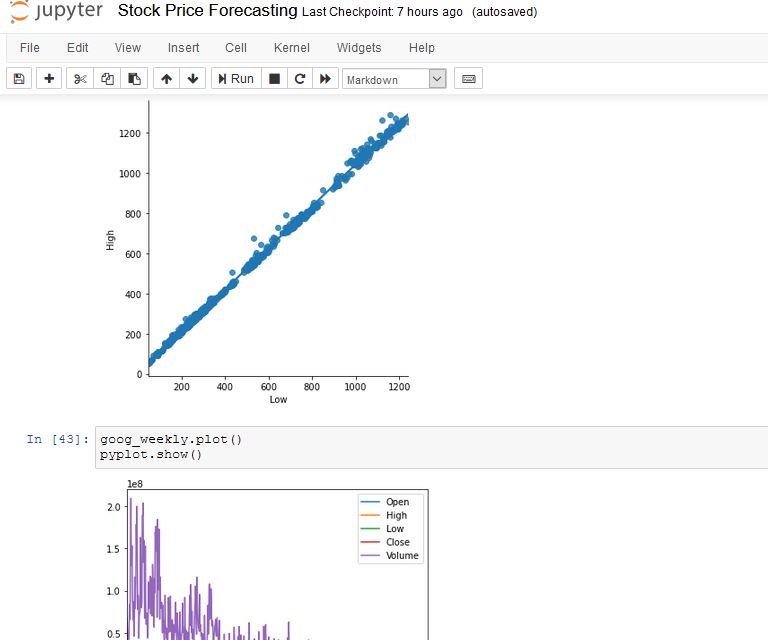 jupyter Stock Price Forecasting Last Checkpoint: 7 hours ago (autosaved)
File Edit View Insert Cell Kernel Widgets Help
Run Markdown
1200
1000
800
600
400
200
0
High
200 400 600 800 1000 1200
Low
In [43]: goog_weekly.plot()
pyplot.show()
1e8
2.0
1.5
1.0
0.5
Open
High
Low
Close
Volume